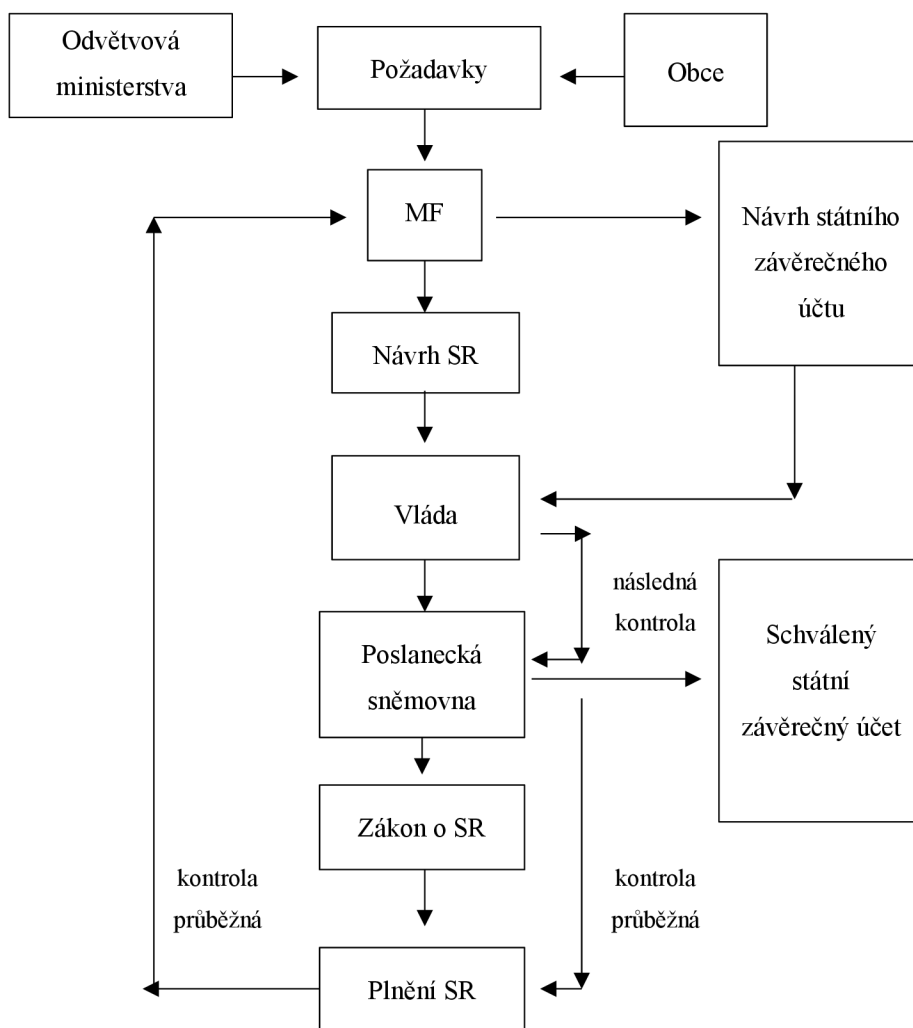 Odvětvová
ministerstva
Požadavky
Obce
MF
Návrh státního
závěrečného
účtu
Návrh SR
Vláda
následná
kontrola
Poslanecká
sněmovna
Schválený
státní
závěrečný účet
Zákon o SR
kontrola
průběžná
kontrola
průběžná
Plnění SR